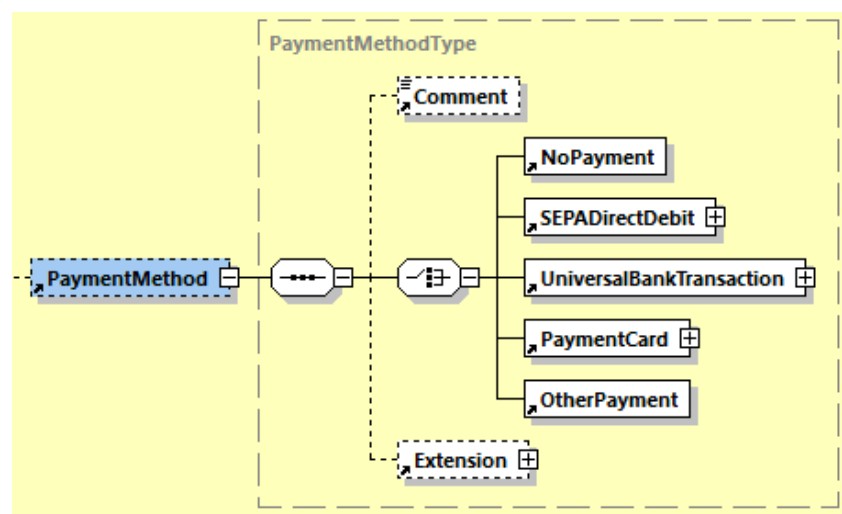 PaymentMethodType
Comment
NoPayment
SEPADirectDebit
PaymentMethod
UniversalBankTransaction
PaymentCard
OtherPayment
Extension